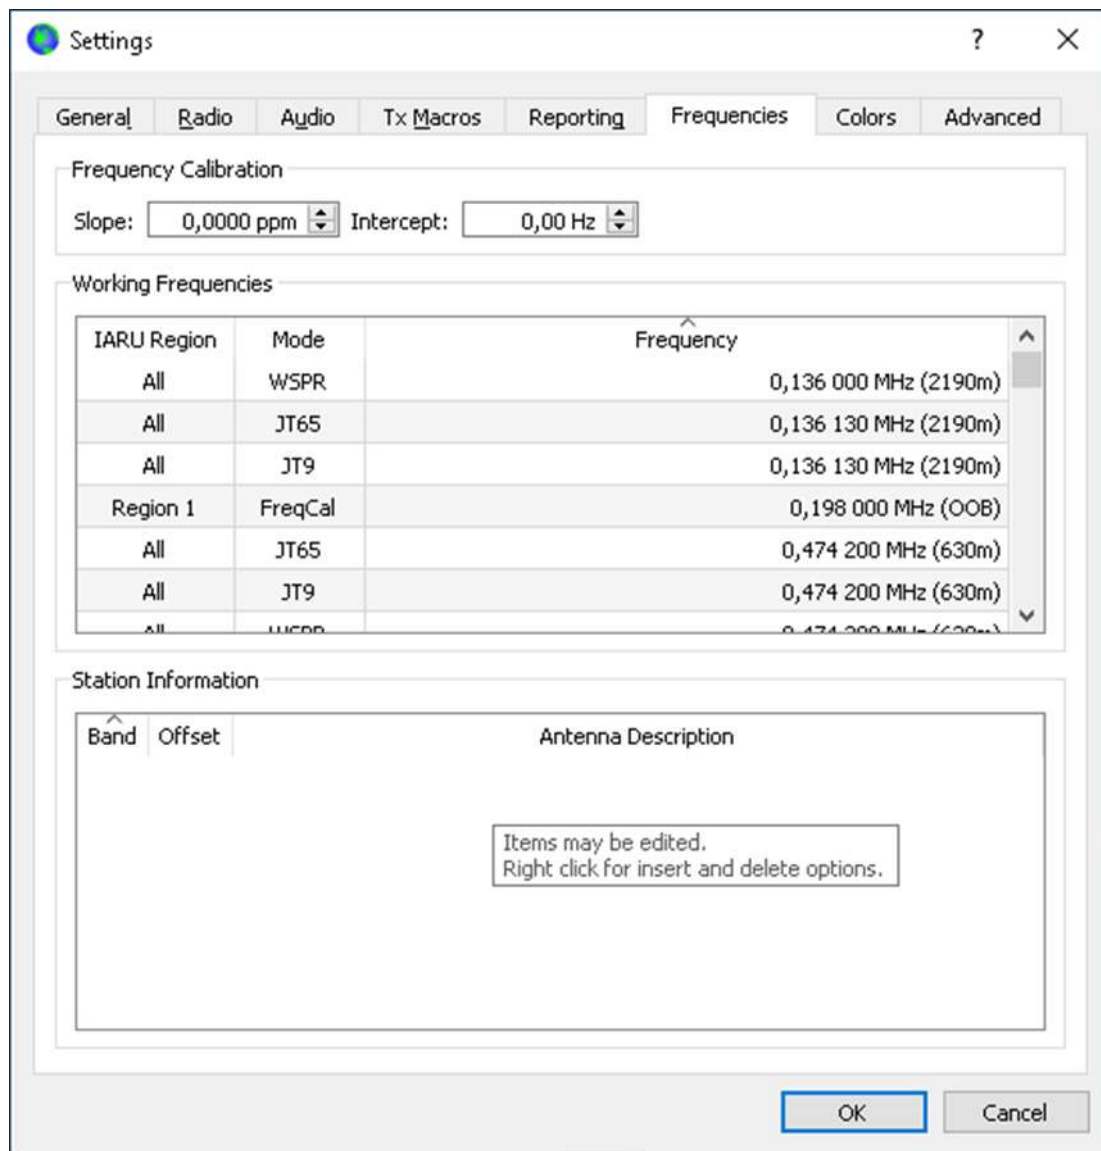 Settings ?
General Radio Audio Tx Macros Reporting Frequencies Colors Advanced
Frequency Calibration
Slope: 0,0000 ppm Intercept: 0,00 Hz
Working Frequencies
IARU Region Mode Frequency
All WSPR 0,136 000 MHz (2190m)
All JT65 0,136 130 MHz (2190m)
All JT9 0,136 130 MHz (2190m)
Region 1 FreqCal 0,198 000 MHz (OOB)
All JT65 0,474 200 MHz (630m)
All JT9 0,474 200 MHz (630m)
All WSPR
Station Information
Band Offset Antenna Description
Items may be edited.
Right click for insert and delete options.
OK Cancel